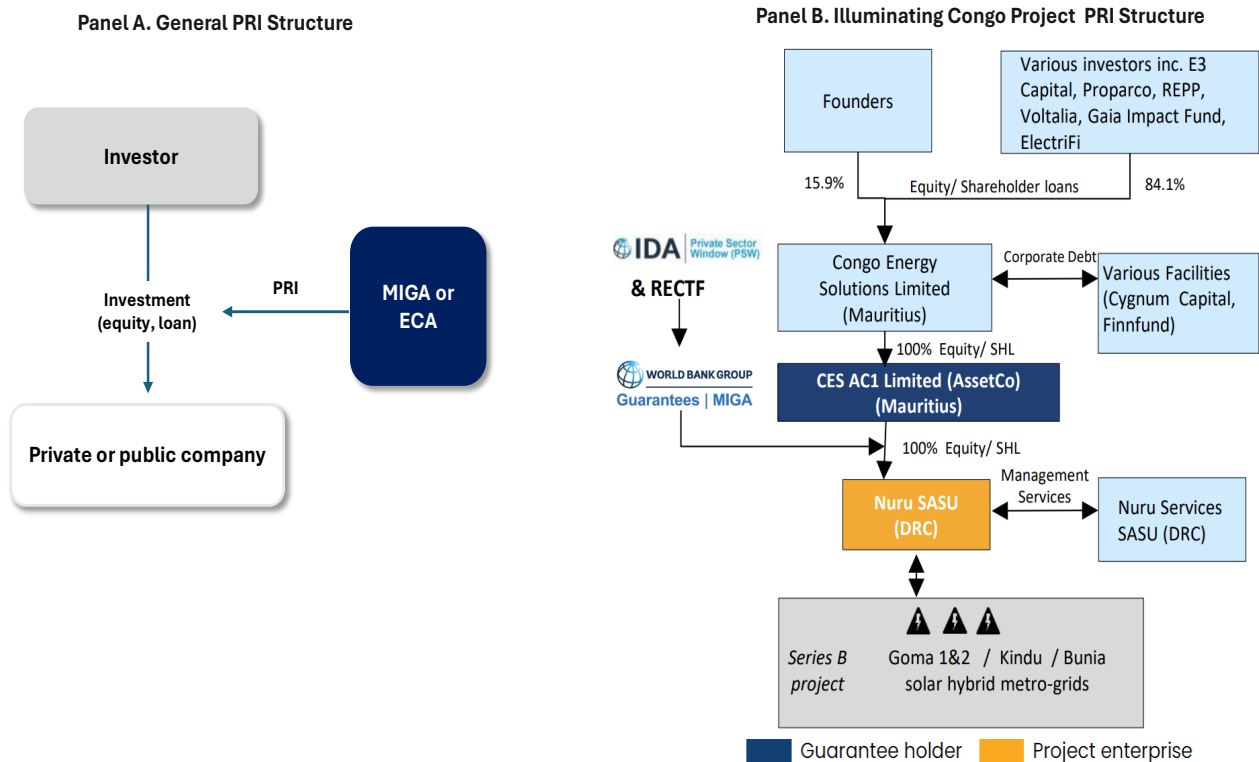 Panel A. General PRI Structure
Investor
Investment
(equity, loan)
PRI
MIGA or
ECA
Private or public company
Panel B. Illuminating Congo Project PRI Structure
Founders
Various investors inc. E3
Capital, Proparco, REPP,
Voltalia, Gaia Impact Fund,
ElectriFi
15.9%
Equity/ Shareholder loans
84.1%
IDA Private Sector
Window (PSW)
& RECTF
Congo Energy
Solutions Limited
(Mauritius)
Corporate Debt
Various Facilities
(Cygnum Capital,
Finnfund)
100% Equity/ SHL
WORLD BANK GROUP
Guarantees | MIGA
CES AC1 Limited (AssetCo)
(Mauritius)
100% Equity/ SHL
Nuru SASU
(DRC)
Management
Services
Nuru Services
SASU (DRC)
Series B
project
Goma 1&2 / Kindu / Bunia
solar hybrid metro-grids
Guarantee holder
Project enterprise